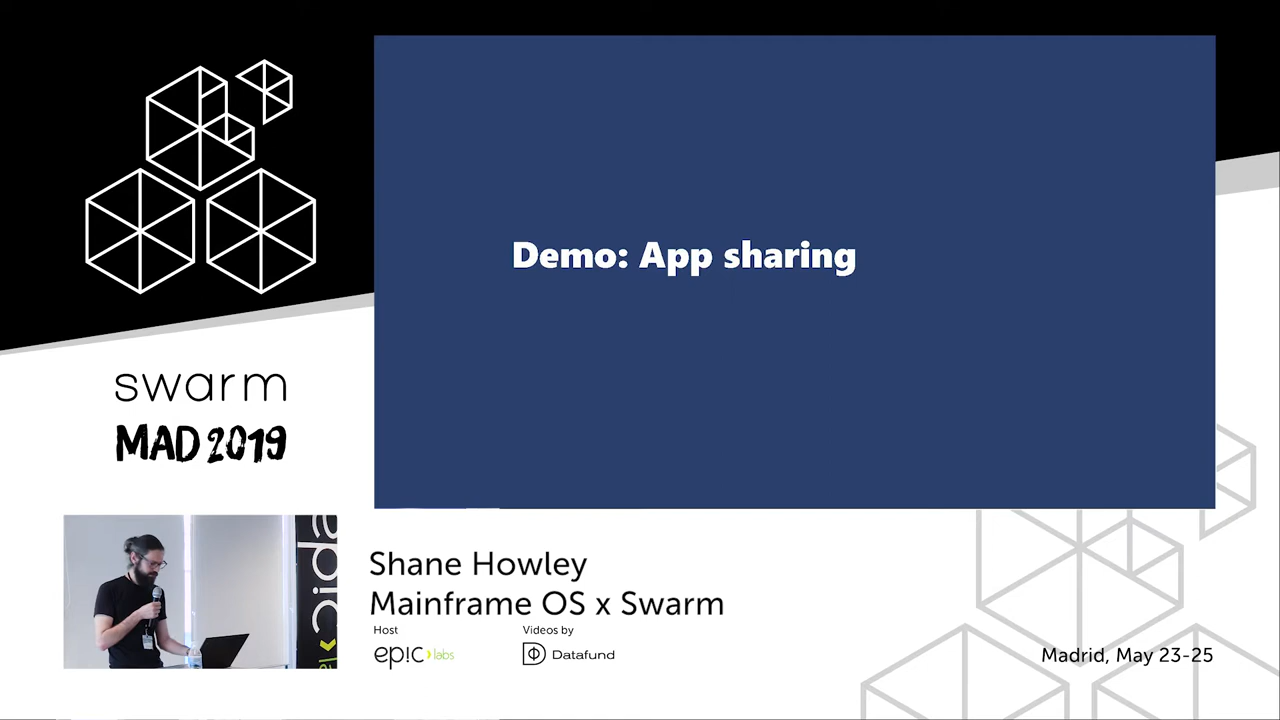 Demo: App sharing
swarm
MAD 2019
Shane Howley
Mainframe OS x Swarm
Host
Videos by
ep!c labs
Datafund
Madrid, May 23-25